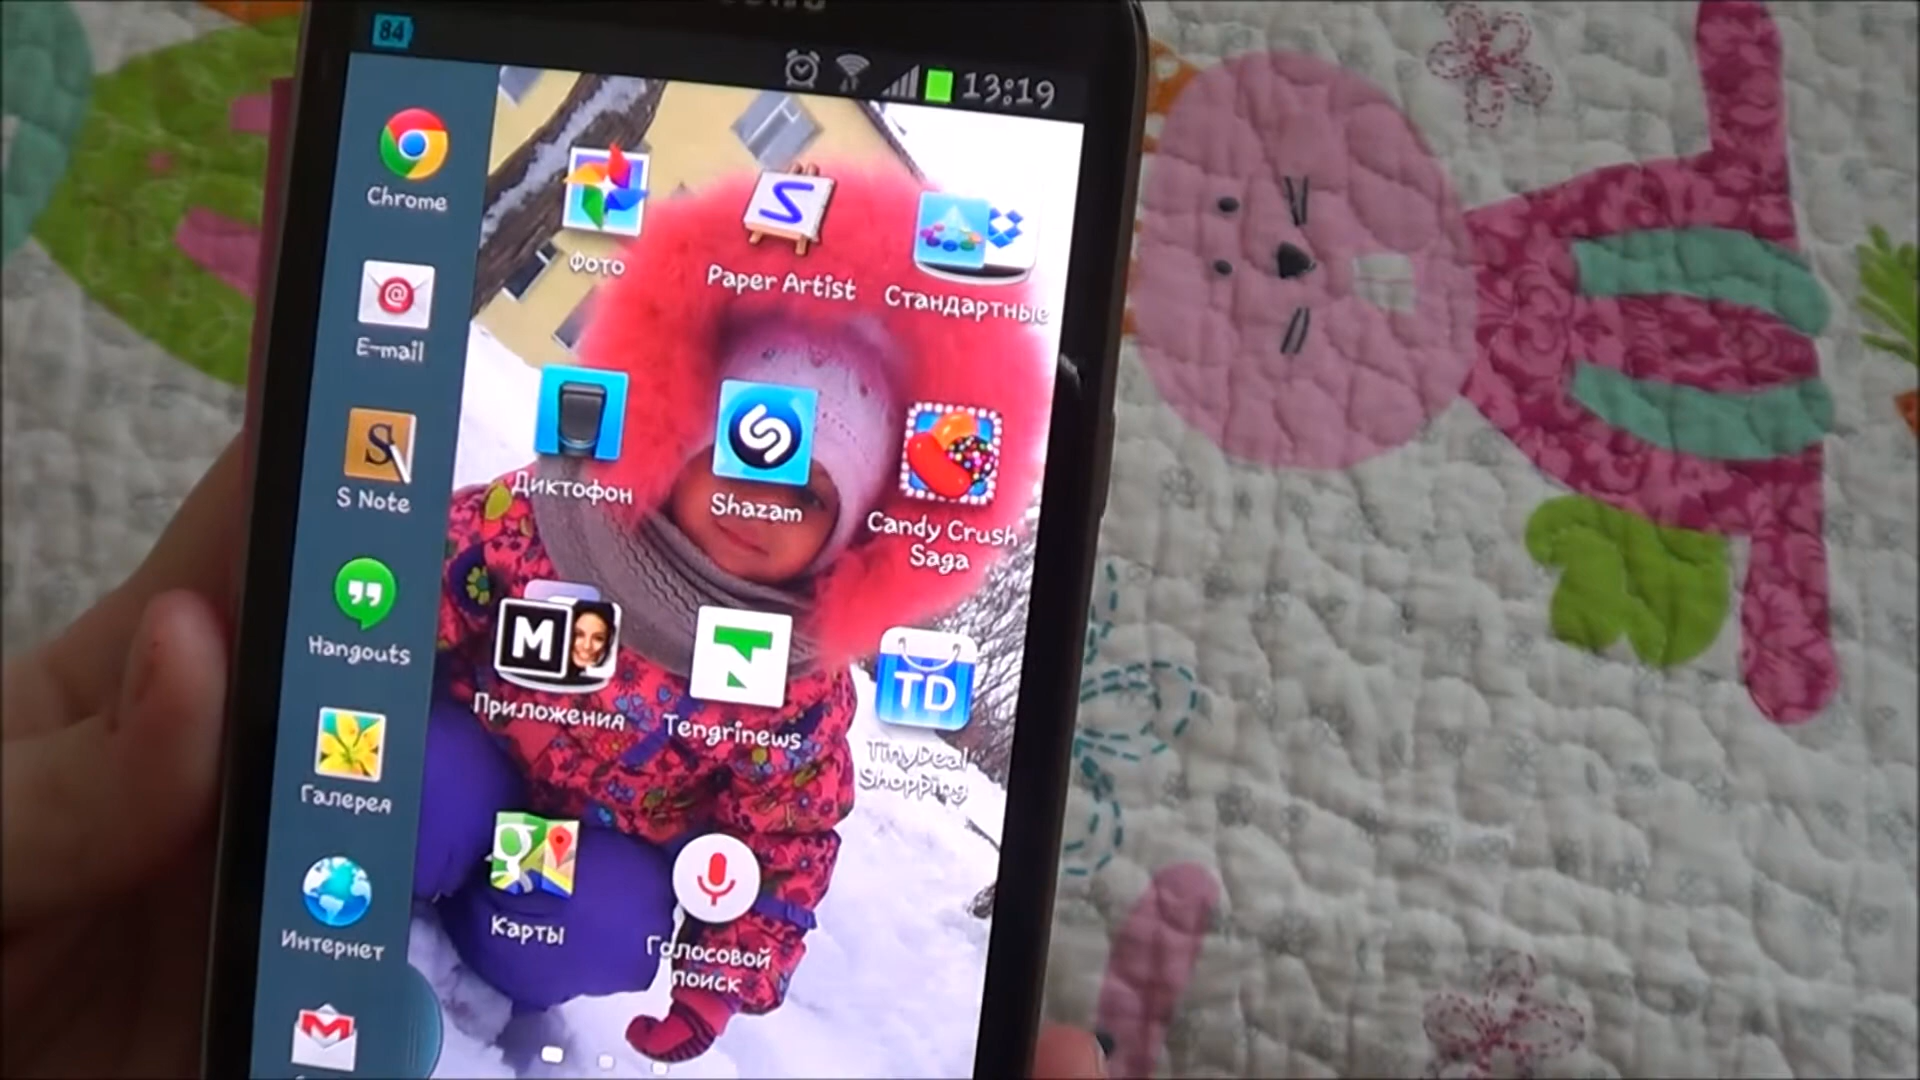 84
13:19
Chrome
E-mail
S Note
Hangouts
Галерея
Интернет
Фото
S
Paper Artist
Стандартные
Диктофон
Shazam
Candy Crush
Saga
M
Приложения
Tengrinews
TD
TinyDeal
Shopping
Карты
Голосовой
поиск